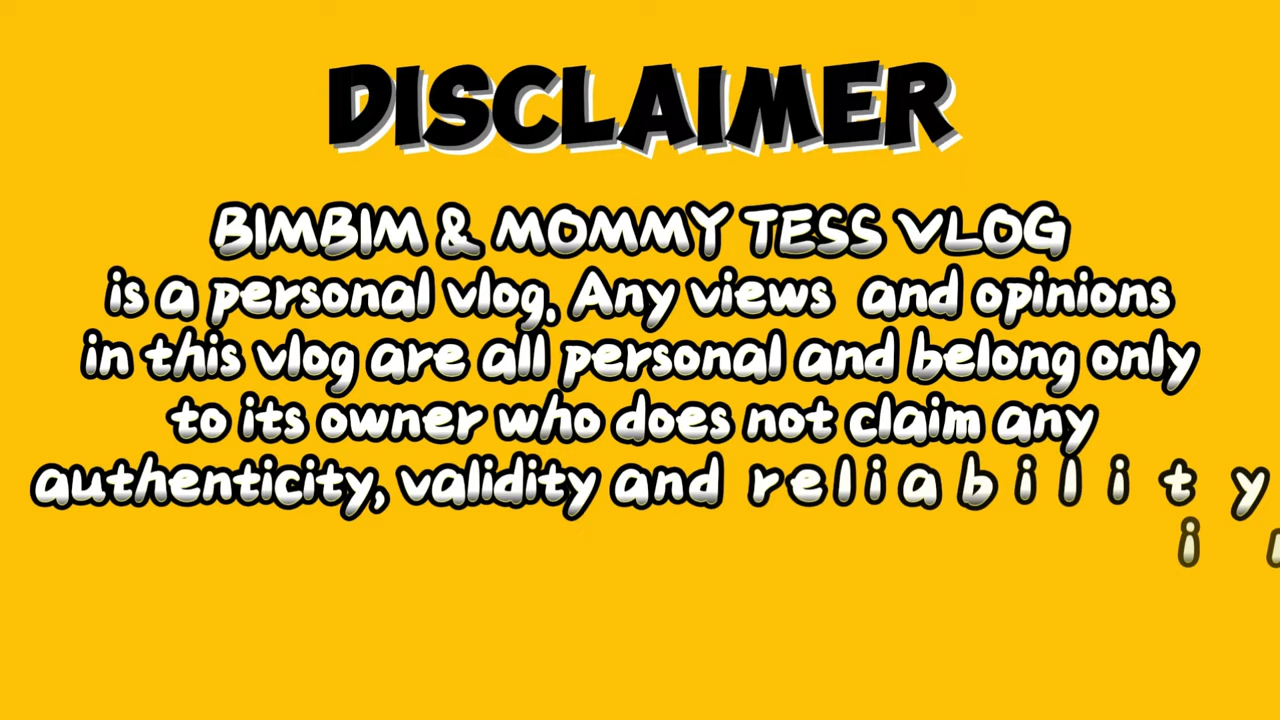 DISCLAIMER
BIMBIM & MOMMY TESS VLOG
is a personal vlog. Any views and opinions
in this vlog are all personal and belong only
to its owner who does not claim any
authenticity, validity and reliability
i